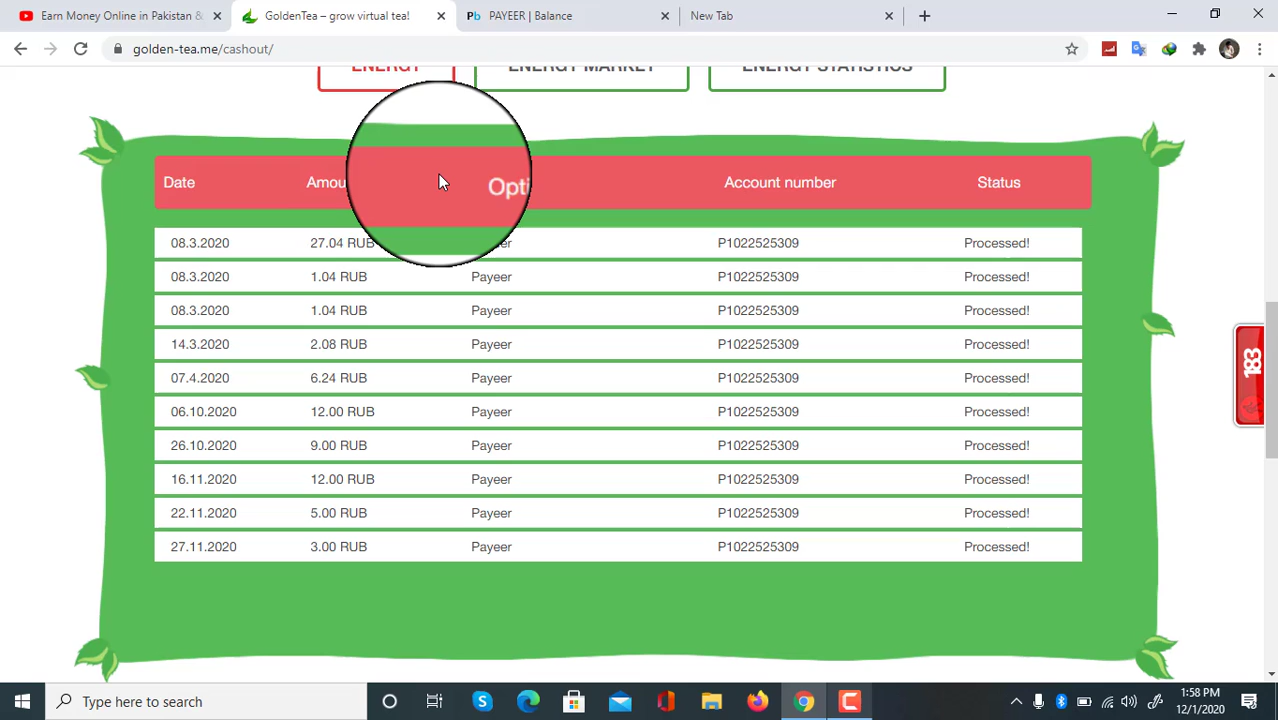 Earn Money Online in Pakistan &
GoldenTea – grow virtual tea!
PAYEER | Balance
New Tab
golden-tea.me/cashout/
ENERGY
ENERGY MARKET
ENERGY STATISTICS
Date Amou Opti Account number Status
08.3.2020 27.04 RUB P1022525309 Processed!
08.3.2020 1.04 RUB Payeer P1022525309 Processed!
08.3.2020 1.04 RUB Payeer P1022525309 Processed!
14.3.2020 2.08 RUB Payeer P1022525309 Processed!
07.4.2020 6.24 RUB Payeer P1022525309 Processed!
06.10.2020 12.00 RUB Payeer P1022525309 Processed!
26.10.2020 9.00 RUB Payeer P1022525309 Processed!
16.11.2020 12.00 RUB Payeer P1022525309 Processed!
22.11.2020 5.00 RUB Payeer P1022525309 Processed!
27.11.2020 3.00 RUB Payeer P1022525309 Processed!
183
Type here to search
1:58 PM
12/1/2020